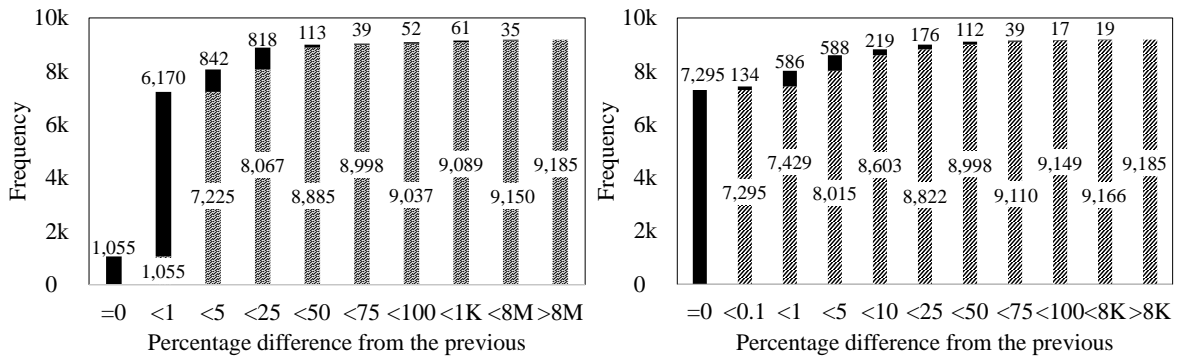 10k
8k
6k
4k
2k
0
Frequency
1,055
6,170
1,055
842
7,225
818
8,067
113
8,885
39
8,998
52
9,037
61
9,089
35
9,150
9,185
=0 <1 <5 <25 <50 <75 <100 <1K <8M >8M
Percentage difference from the previous
10k
8k
6k
4k
2k
0
Frequency
7,295
134
7,295
586
7,429
588
8,015
219
8,603
176
8,822
112
8,998
39
9,110
17
9,149
19
9,166
9,185
=0 <0.1 <1 <5 <10 <25 <50 <75 <100 <8K >8K
Percentage difference from the previous